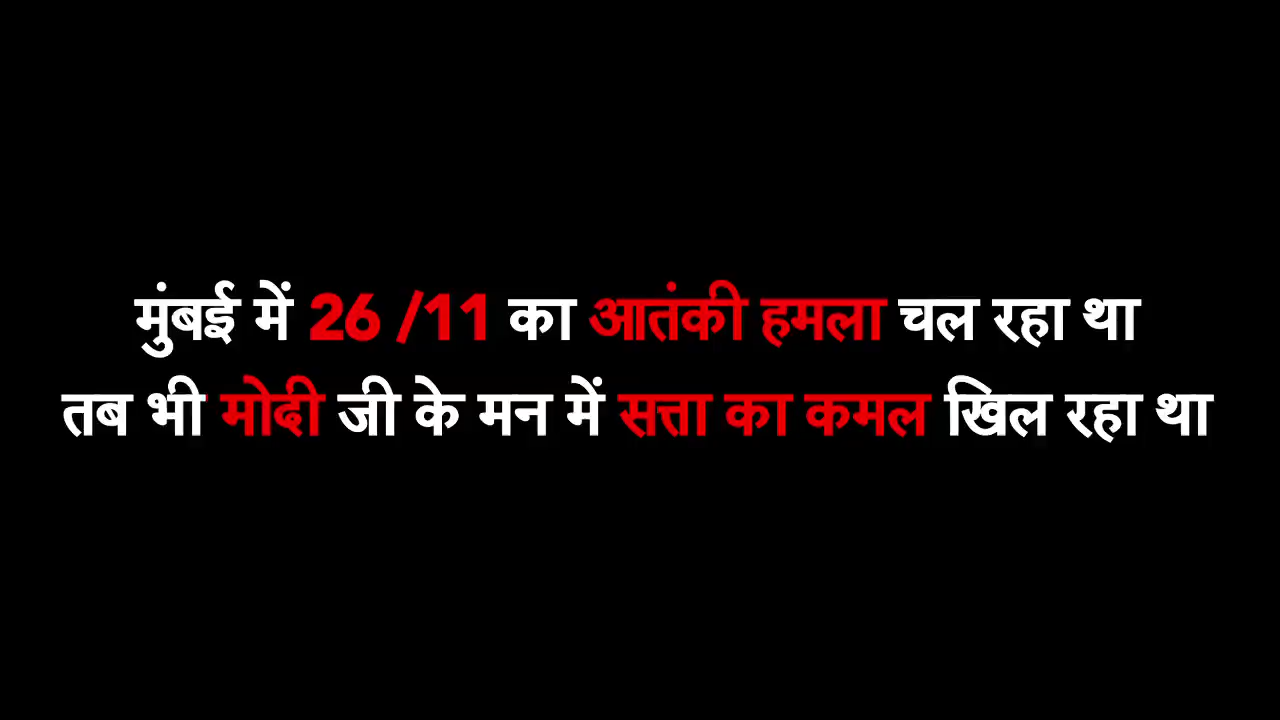 मुंबई में 26 /11 का आतंकी हमला चल रहा था
तब भी मोदी जी के मन में सत्ता का कमल खिल रहा था